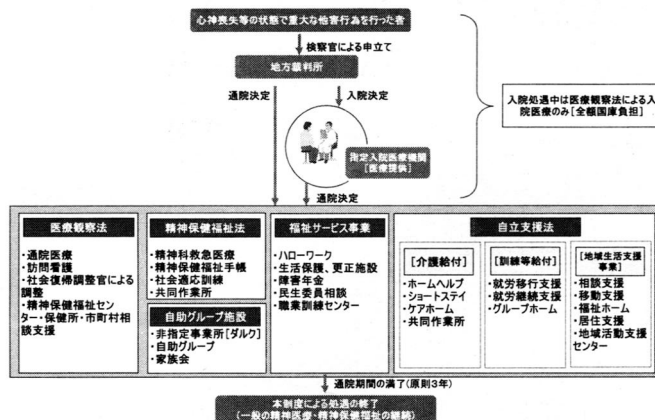 心神喪失等の状態で重大な他害行為を行った者
検察官による申立て
地方裁判所
通院決定
入院決定
入院処遇中は医療観察法による入
院医療のみ[全額国庫負担]
指定入院医療機関
[医療提供]
通院決定
医療観察法
・通院医療
・訪問看護
・社会復帰調整官による
調整
・精神保健福祉セン
ター・保健所・市町村相
談支援
精神保健福祉法
・精神科救急医療
・精神保健福祉手帳
・社会適応訓練
・共同作業所
自助グループ施設
・非指定事業所[ダルク]
・自助グループ
・家族会
福祉サービス事業
・ハローワーク
・生活保護、更正施設
・障害年金
・民生委員相談
・職業訓練センター
自立支援法
[介護給付]
・ホームヘルプ
・ショートステイ
・ケアホーム
・共同作業所
[訓練等給付]
・就労移行支援
・就労継続支援
・グループホーム
[地域生活支援
事業]
・相談支援
・移動支援
・福祉ホーム
・居住支援
・地域活動支援
センター
通院期間の満了(原則3年)
本制度による処遇の終了
(一般の精神医療・精神保健福祉の継続)